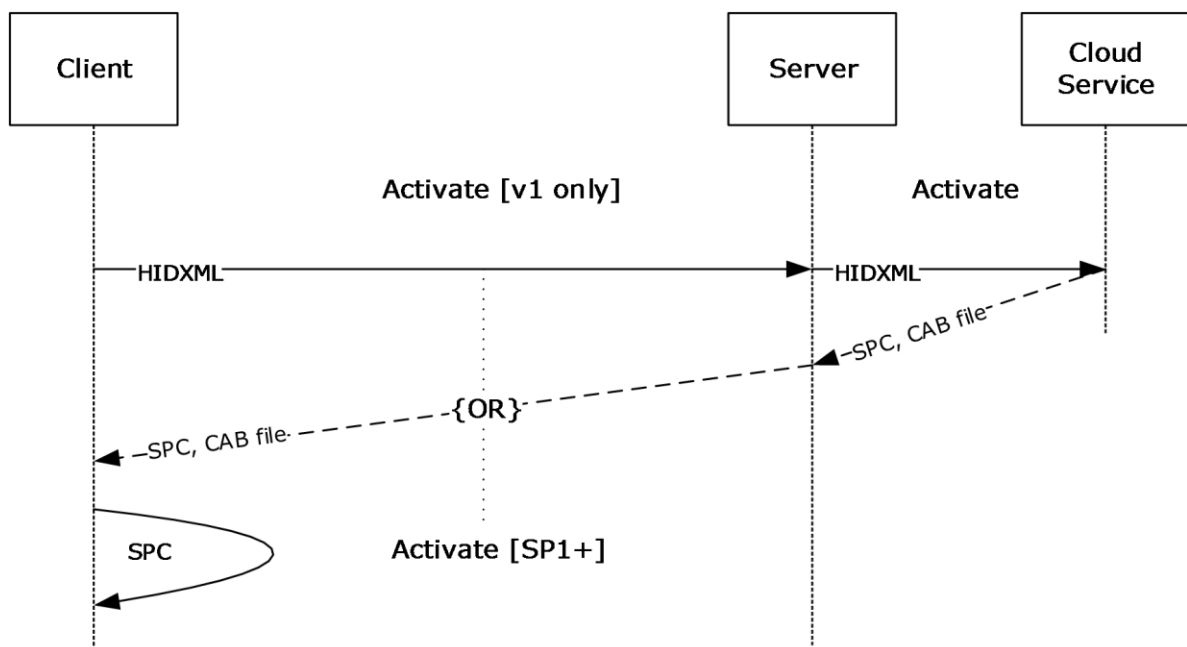 Client
Server
Cloud
Service
Activate [v1 only]
Activate
HIDXML
HIDXML
SPC, CAB file
{OR}
SPC, CAB file
SPC
Activate [SP1+]